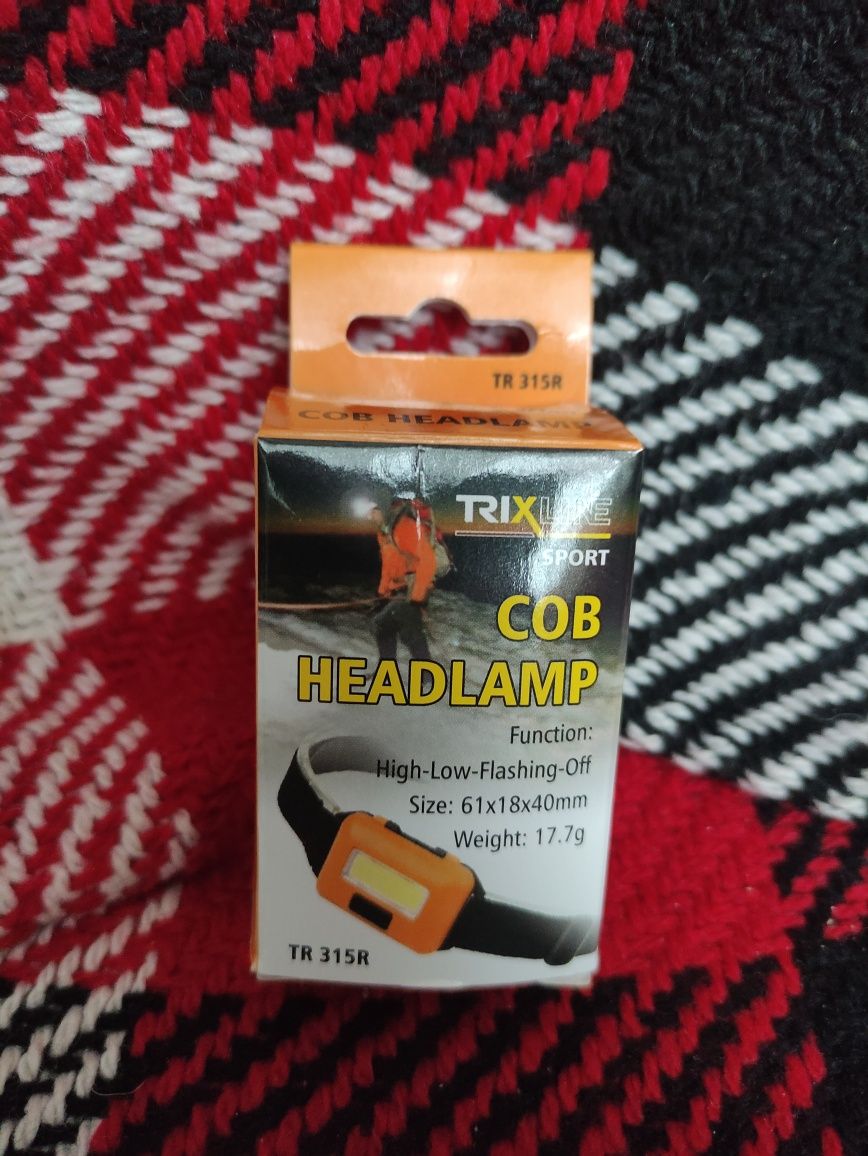 TR 315R
COB HEADLAMP
TRIXLINE
SPORT
COB
HEADLAMP
Function:
High-Low-Flashing-Off
Size: 61x18x40mm
Weight: 17.7g
TR 315R